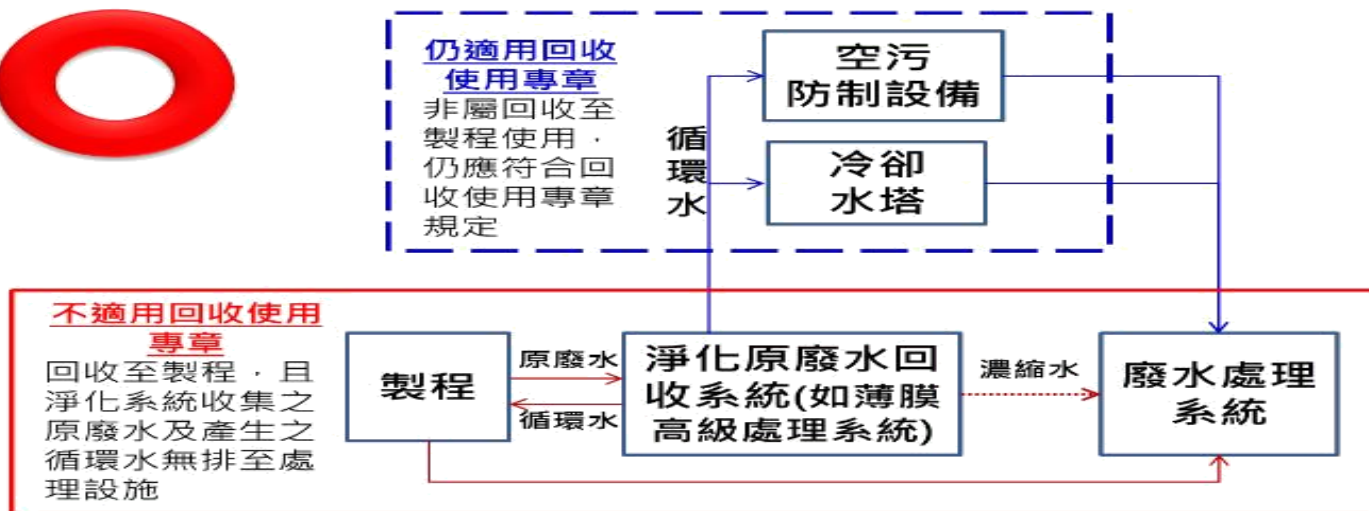 仍適用回收
使用專章
非屬回收至
製程使用，
仍應符合回
收使用專章
規定
循
環
水
空污
防制設備
冷卻
水塔
不適用回收使用
專章
回收至製程，且
淨化系統收集之
原廢水及產生之
循環水無排至處
理設施
製程
原廢水
循環水
淨化原廢水回
收系統(如薄膜
高級處理系統)
濃縮水
廢水處理
系統